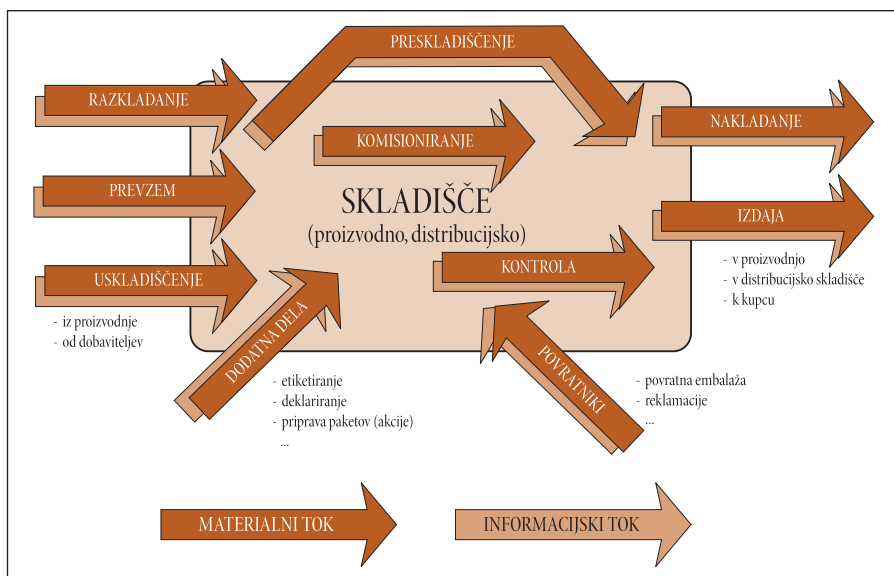 PRESKLADIŠČENJE
RAZKLADANJE
NAKLADANJE
KOMISIONIRANJE
PREVZEM
SKLADIŠČE
(proizvodno, distribucijsko)
IZDAJA
USKLADIŠČENJE
KONTROLA
- v proizvodnjo
- v distribucijsko skladišče
- k kupcu
- iz proizvodnje
- od dobaviteljev
DODATNA DELA
POVRATNIKI
- etiketiranje
- deklariranje
- priprava paketov (akcije)
...
- povratna embalaža
- reklamacije
...
MATERIALNI TOK
INFORMACIJSKI TOK